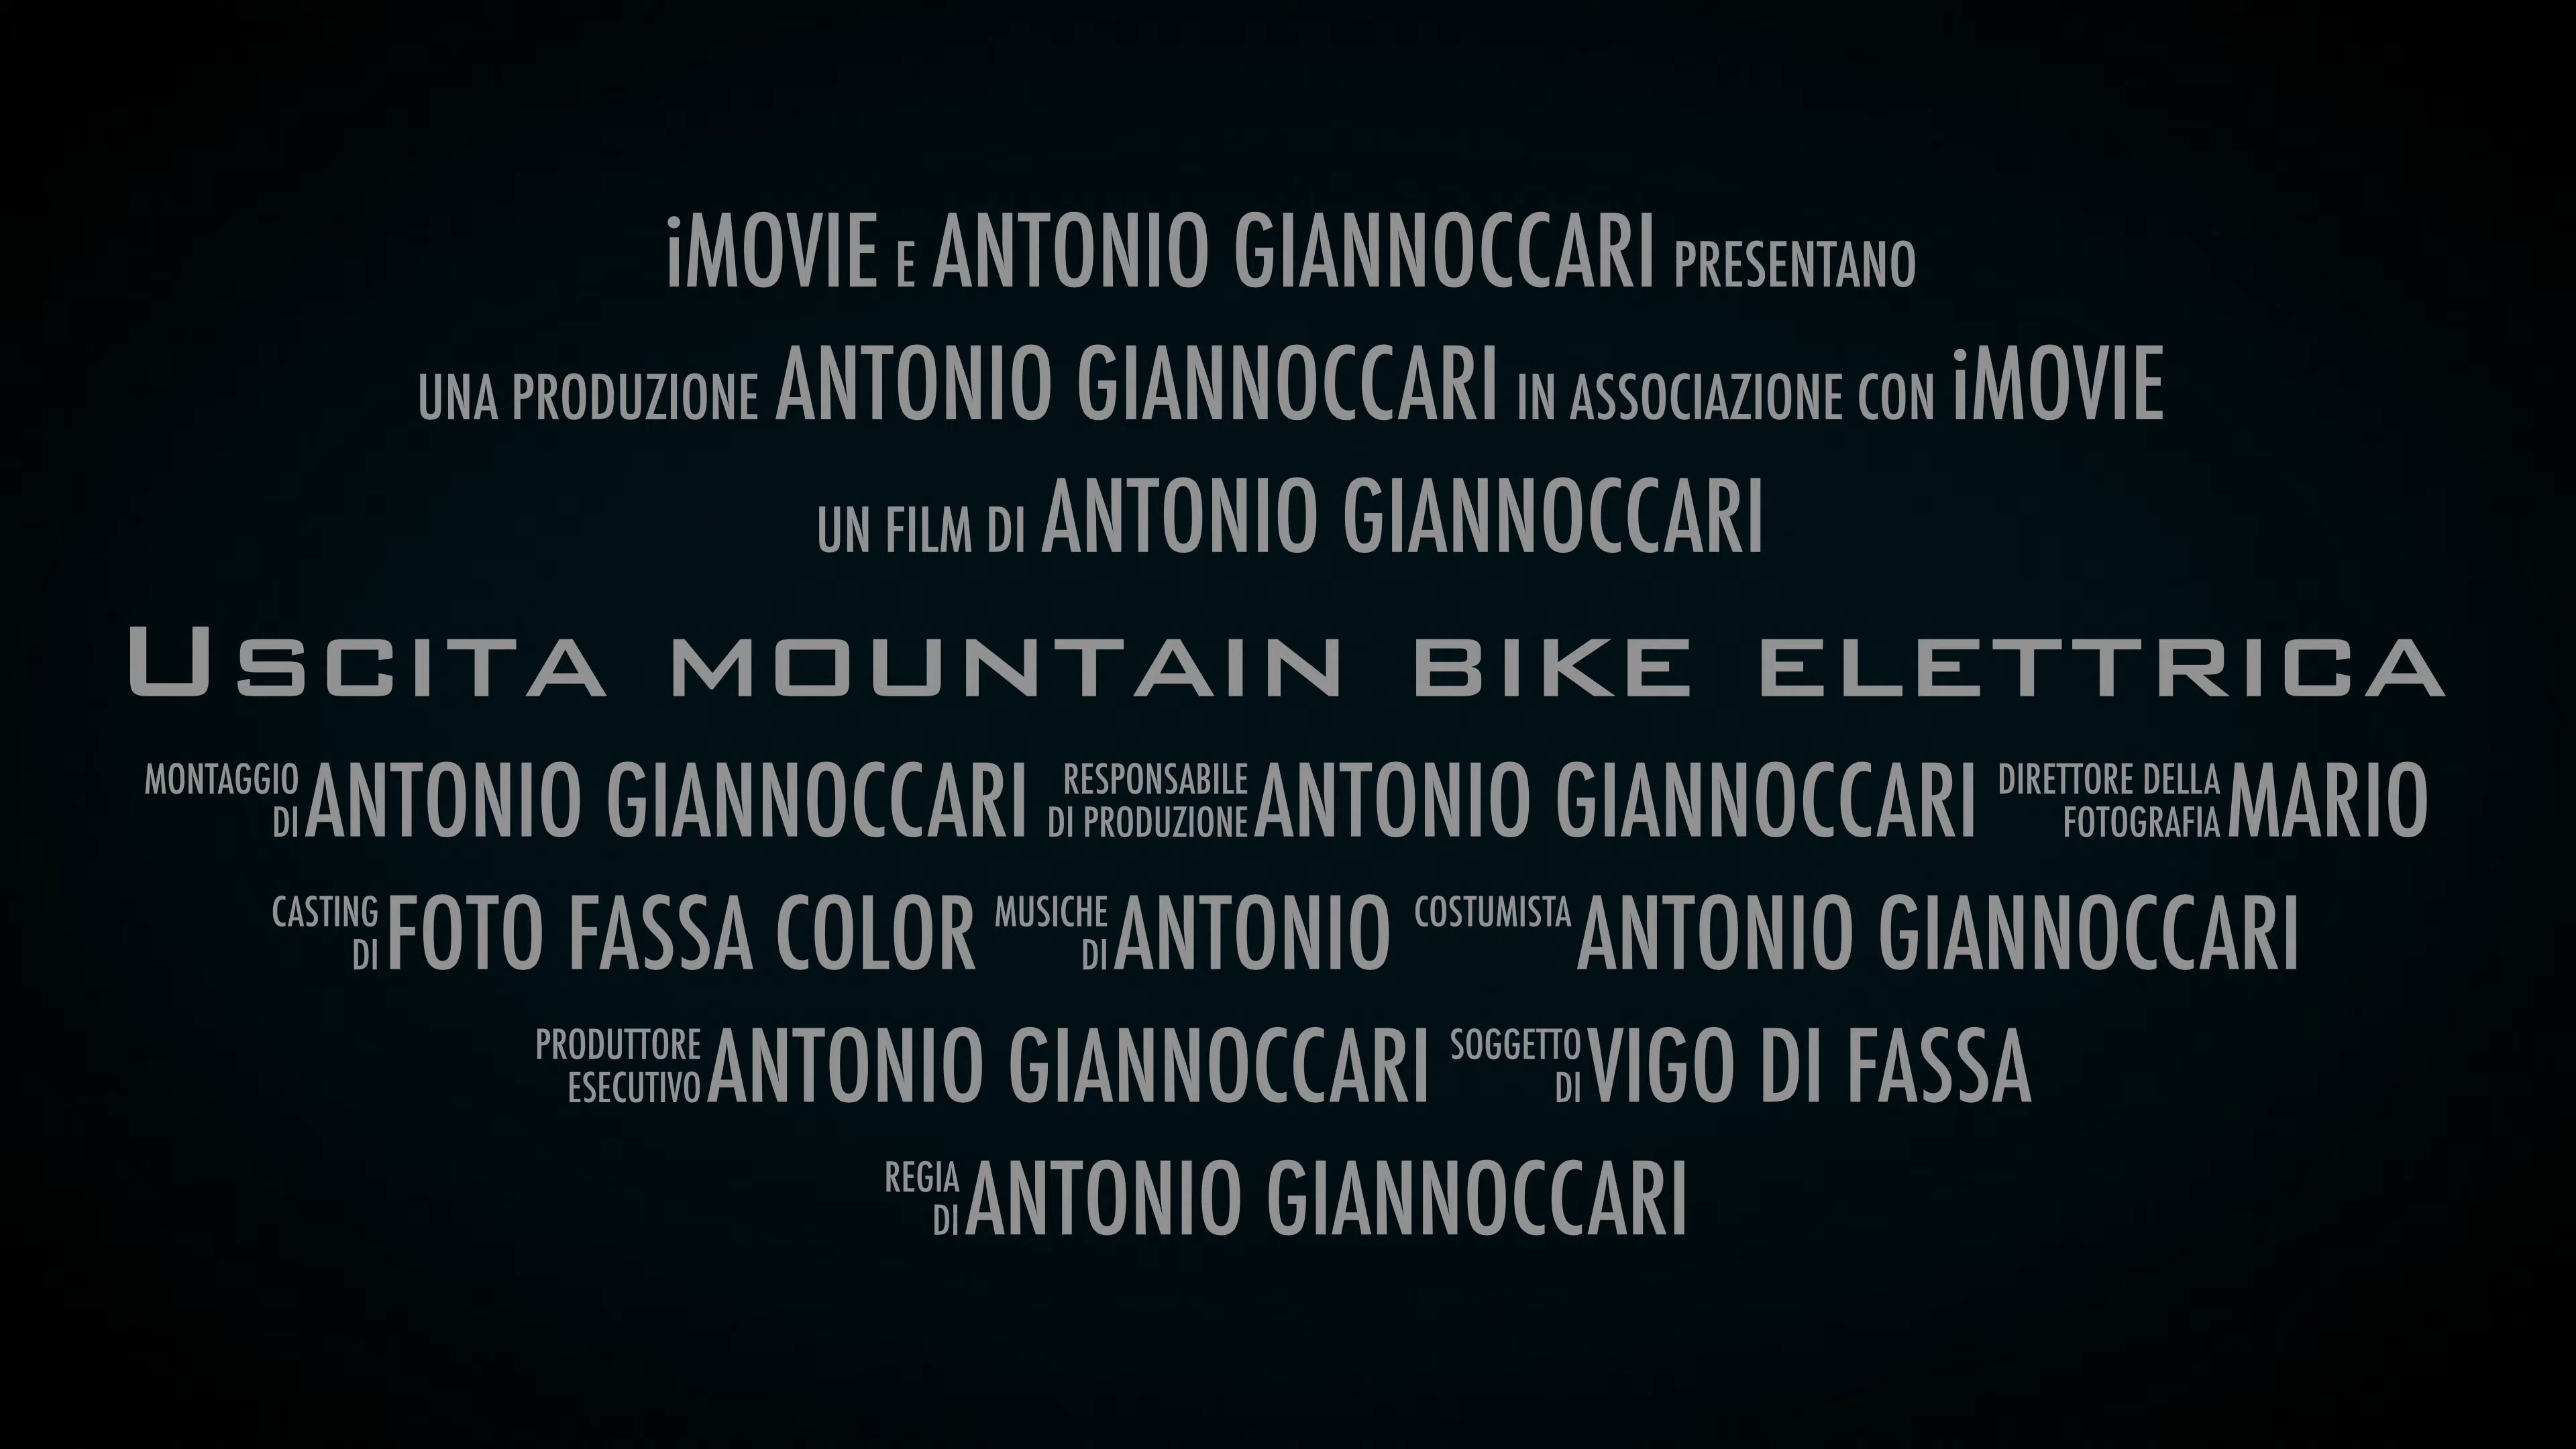 iMOVIE E ANTONIO GIANNOCCARI PRESENTANO
UNA PRODUZIONE ANTONIO GIANNOCCARI IN ASSOCIAZIONE CON iMOVIE
UN FILM DI ANTONIO GIANNOCCARI
USCITA MOUNTAIN BIKE ELETTRICA
MONTAGGIO DI ANTONIO GIANNOCCARI RESPONSABILE DI PRODUZIONE ANTONIO GIANNOCCARI DIRETTORE DELLA FOTOGRAFIA MARIO
CASTING DI FOTO FASSA COLOR MUSICHE DI ANTONIO COSTUMISTA ANTONIO GIANNOCCARI
PRODUTTORE ESECUTIVO ANTONIO GIANNOCCARI SOGGETTO DI VIGO DI FASSA
REGIA DI ANTONIO GIANNOCCARI